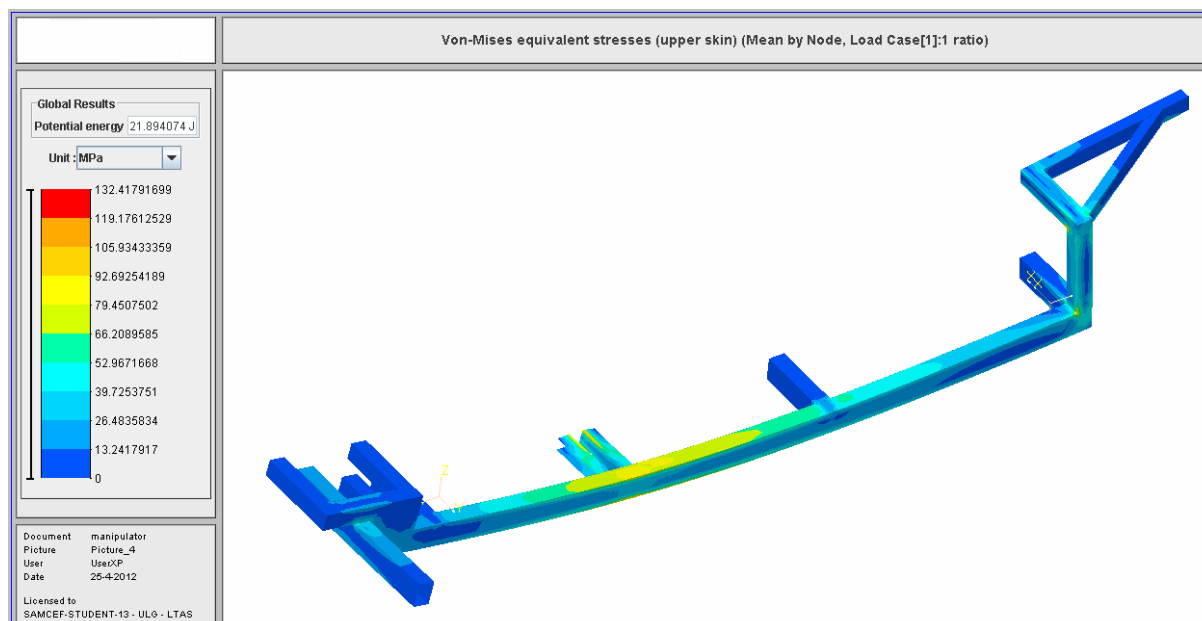 Von-Mises equivalent stresses (upper skin) (Mean by Node, Load Case[1]:1 ratio)
Global Results
Potential energy 21.894074 J
Unit : MPa
132.41791699
119.17612529
105.93433359
92.69254189
79.4507502
66.2089585
52.9671668
39.7253751
26.4835834
13.2417917
0
Z
Document manipulator
Picture Picture_4
User UserXP
Date 25-4-2012
Licensed to
SAMCEF-STUDENT-13 - ULG - LTAS